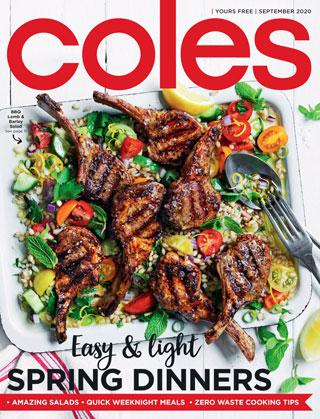 | YOURS FREE | SEPTEMBER 2020
coles
BBQ
Lamb &
Barley
Salad
Easy & light
SPRING DINNERS
• AMAZING SALADS • QUICK WEEKNIGHT MEALS • ZERO WASTE COOKING TIPS